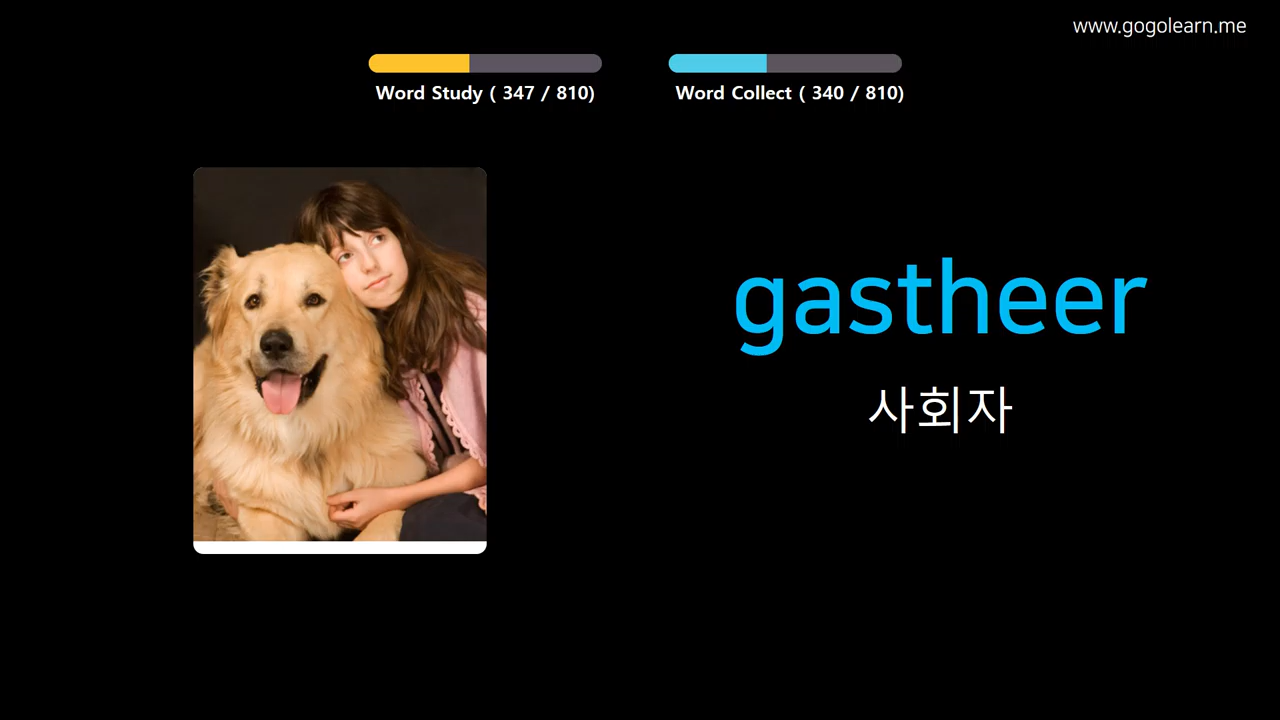 www.gogolearn.me
Word Study ( 347 / 810)
Word Collect ( 340 / 810)
gastheer
사회자